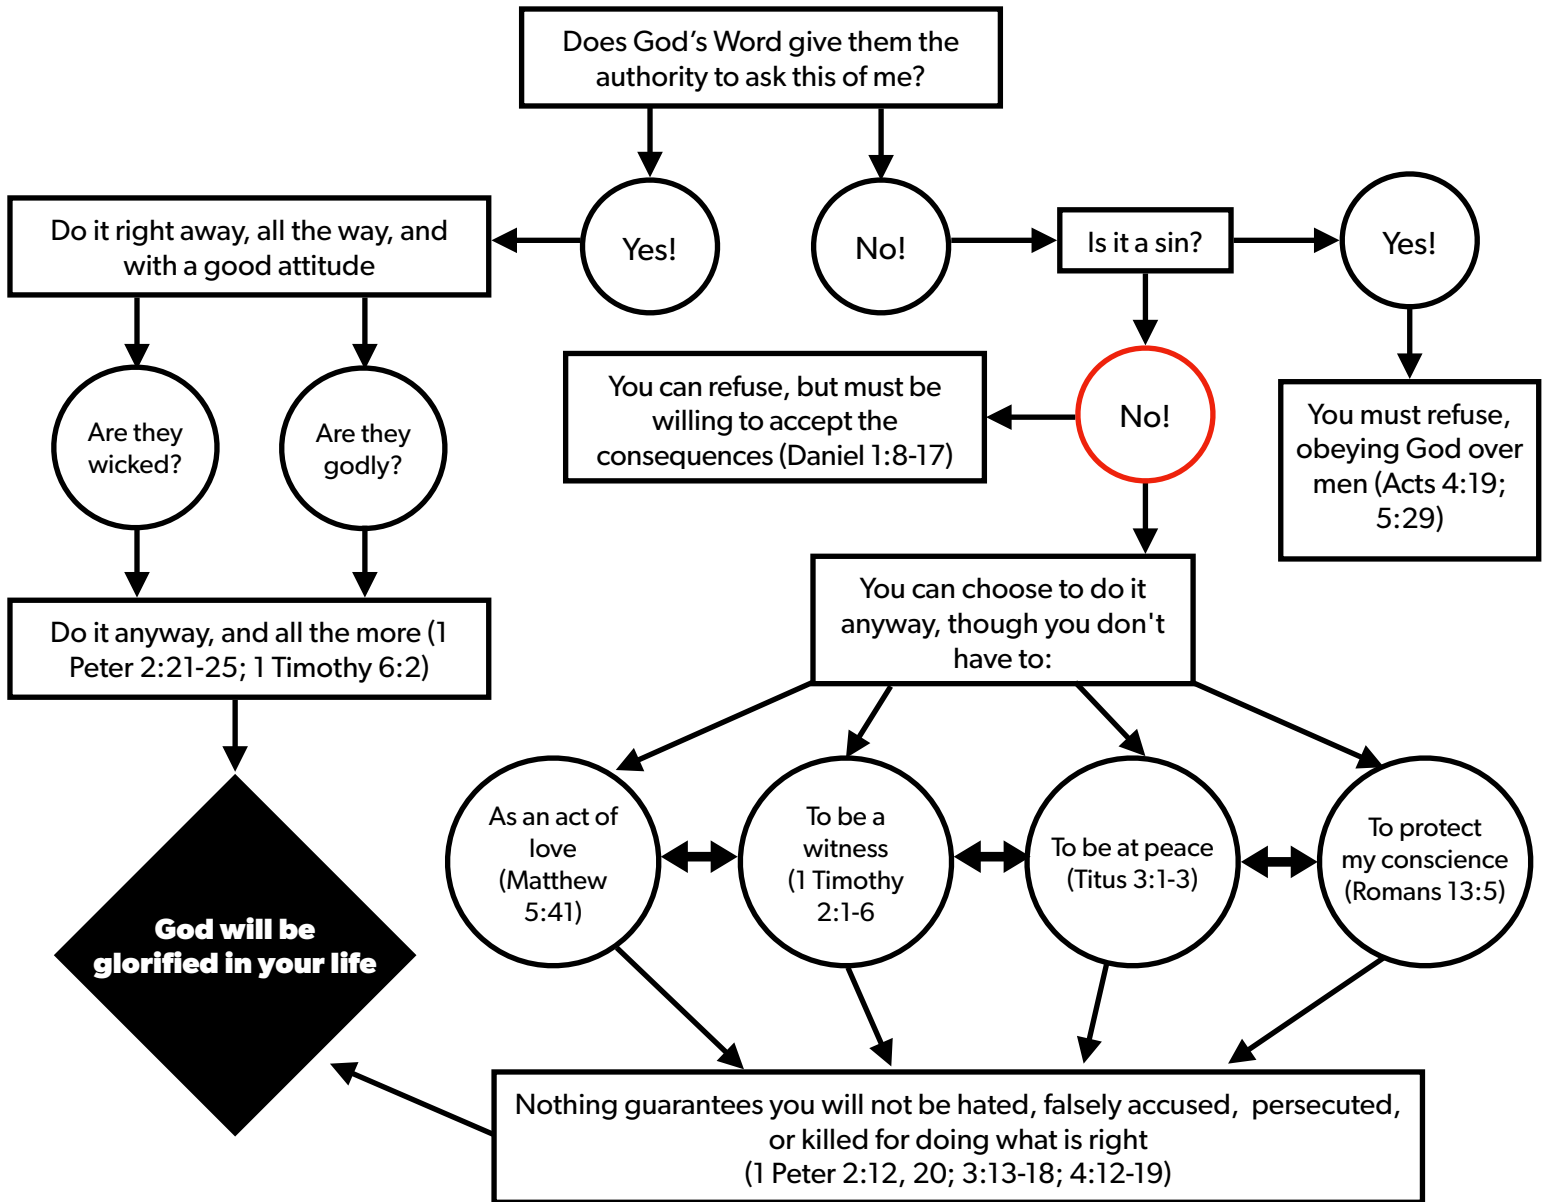 Does God's Word give them the
authority to ask this of me?
Yes!
No!
Is it a sin?
Yes!
Do it right away, all the way, and
with a good attitude
Are they
wicked?
Are they
godly?
Do it anyway, and all the more (1
Peter 2:21-25; 1 Timothy 6:2)
You can refuse, but must be
willing to accept the
consequences (Daniel 1:8-17)
No!
You must refuse,
obeying God over
men (Acts 4:19;
5:29)
You can choose to do it
anyway, though you don't
have to:
As an act of
love
(Matthew
5:41)
To be a
witness
(1 Timothy
2:1-6
To be at peace
(Titus 3:1-3)
To protect
my conscience
(Romans 13:5)
God will be
glorified in your life
Nothing guarantees you will not be hated, falsely accused,  persecuted,
or killed for doing what is right
(1 Peter 2:12, 20; 3:13-18; 4:12-19)